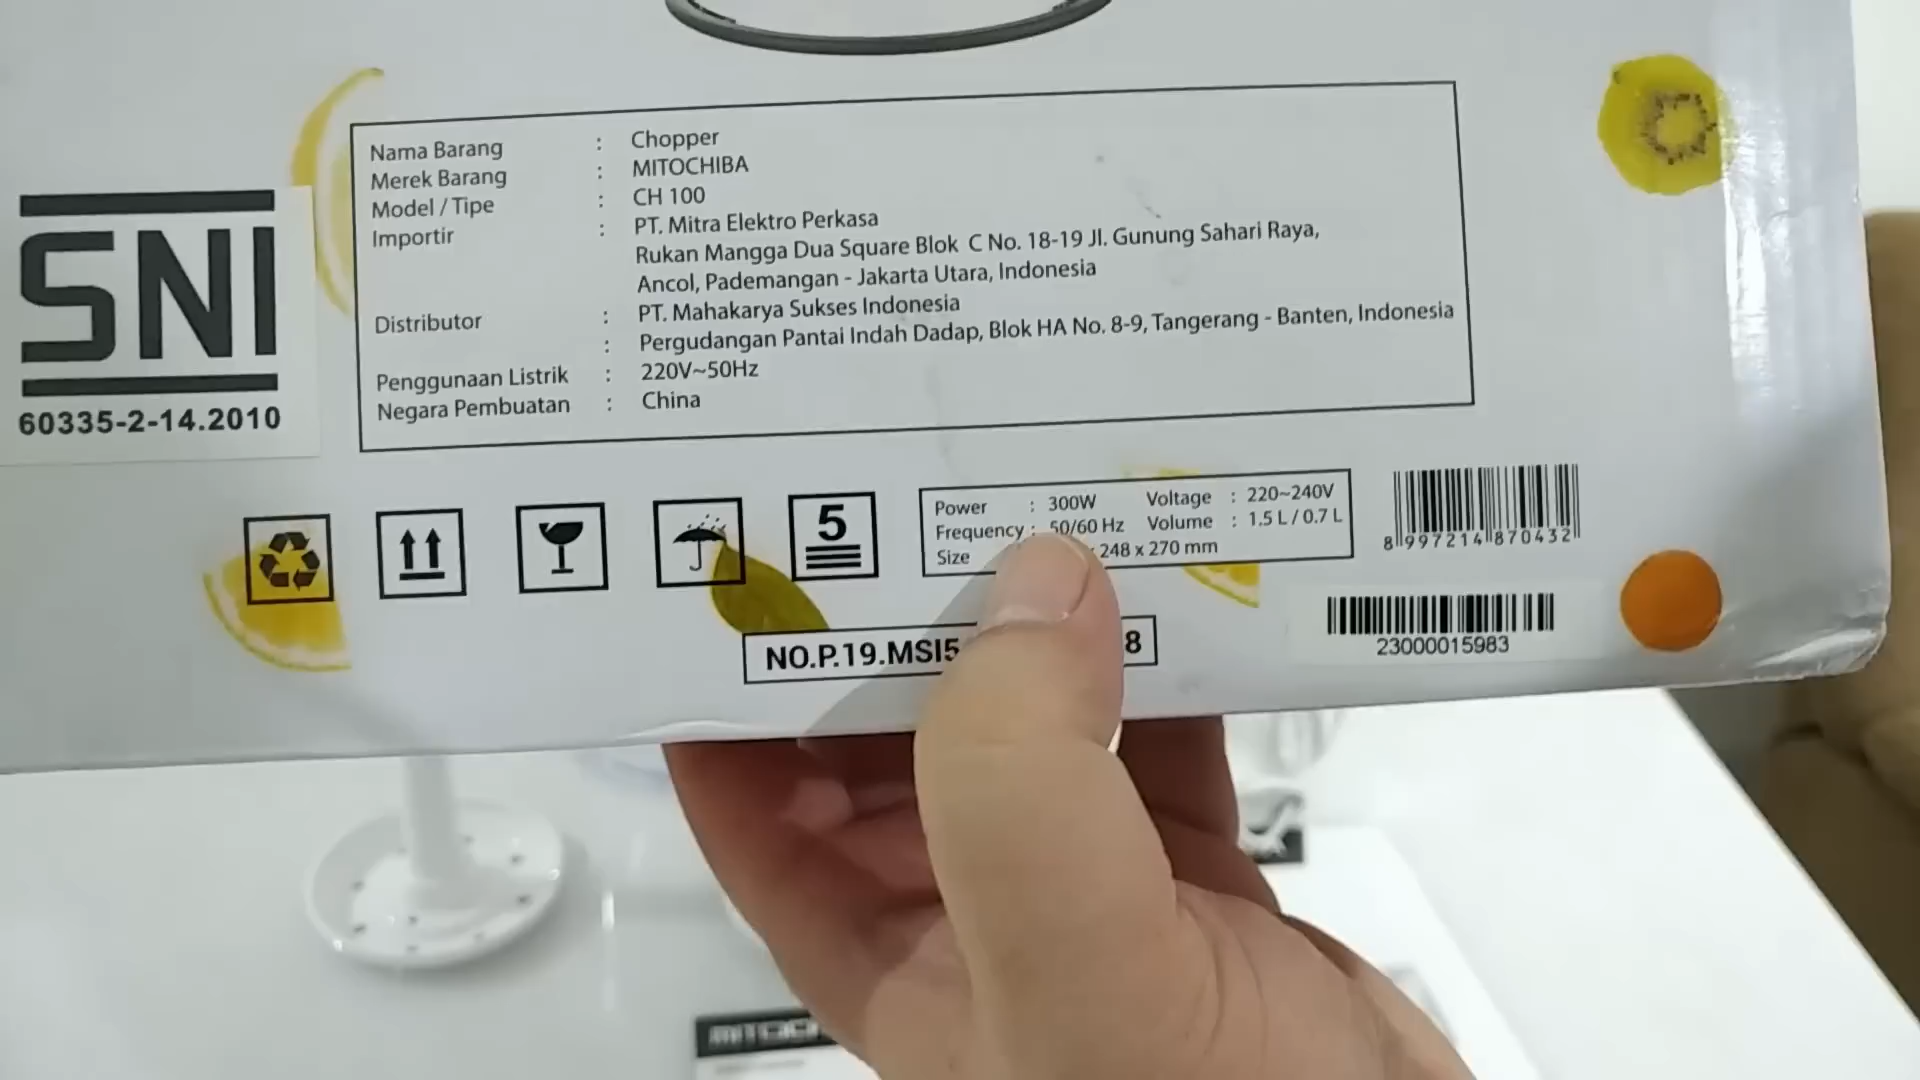 Nama Barang : Chopper
Merek Barang : MITOCHIBA
Model / Tipe : CH 100
Importir : PT. Mitra Elektro Perkasa
Rukan Mangga Dua Square Blok C No. 18-19 Jl. Gunung Sahari Raya,
Ancol, Pademangan - Jakarta Utara, Indonesia
Distributor : PT. Mahakarya Sukses Indonesia
: Pergudangan Pantai Indah Dadap, Blok HA No. 8-9, Tangerang - Banten, Indonesia
Penggunaan Listrik : 220V~50Hz
Negara Pembuatan : China
SNI
60335-2-14.2010
5
Power : 300W Voltage : 220~240V
Frequency : 50/60 Hz Volume : 1.5 L / 0.7 L
Size x 248 x 270 mm
8 997214 870432
NO.P.19.MSI5 8
23000015983